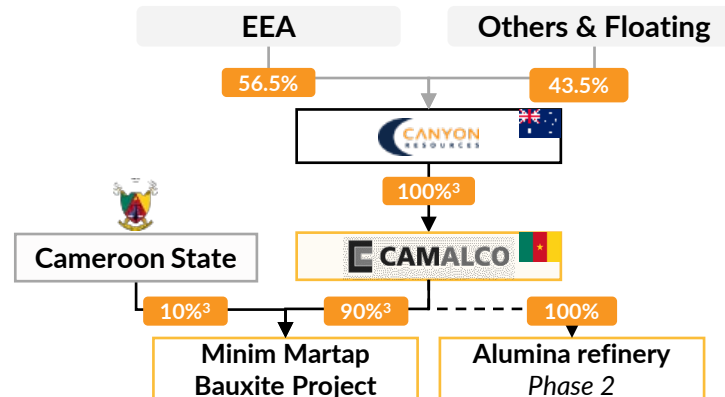 EEA
Others & Floating
56.5%
43.5%
CANYON
RESOURCES
100%³
Cameroon State
CAMALCO
10%³
90%³
100%
Minim Martap
Bauxite Project
Alumina refinery
Phase 2